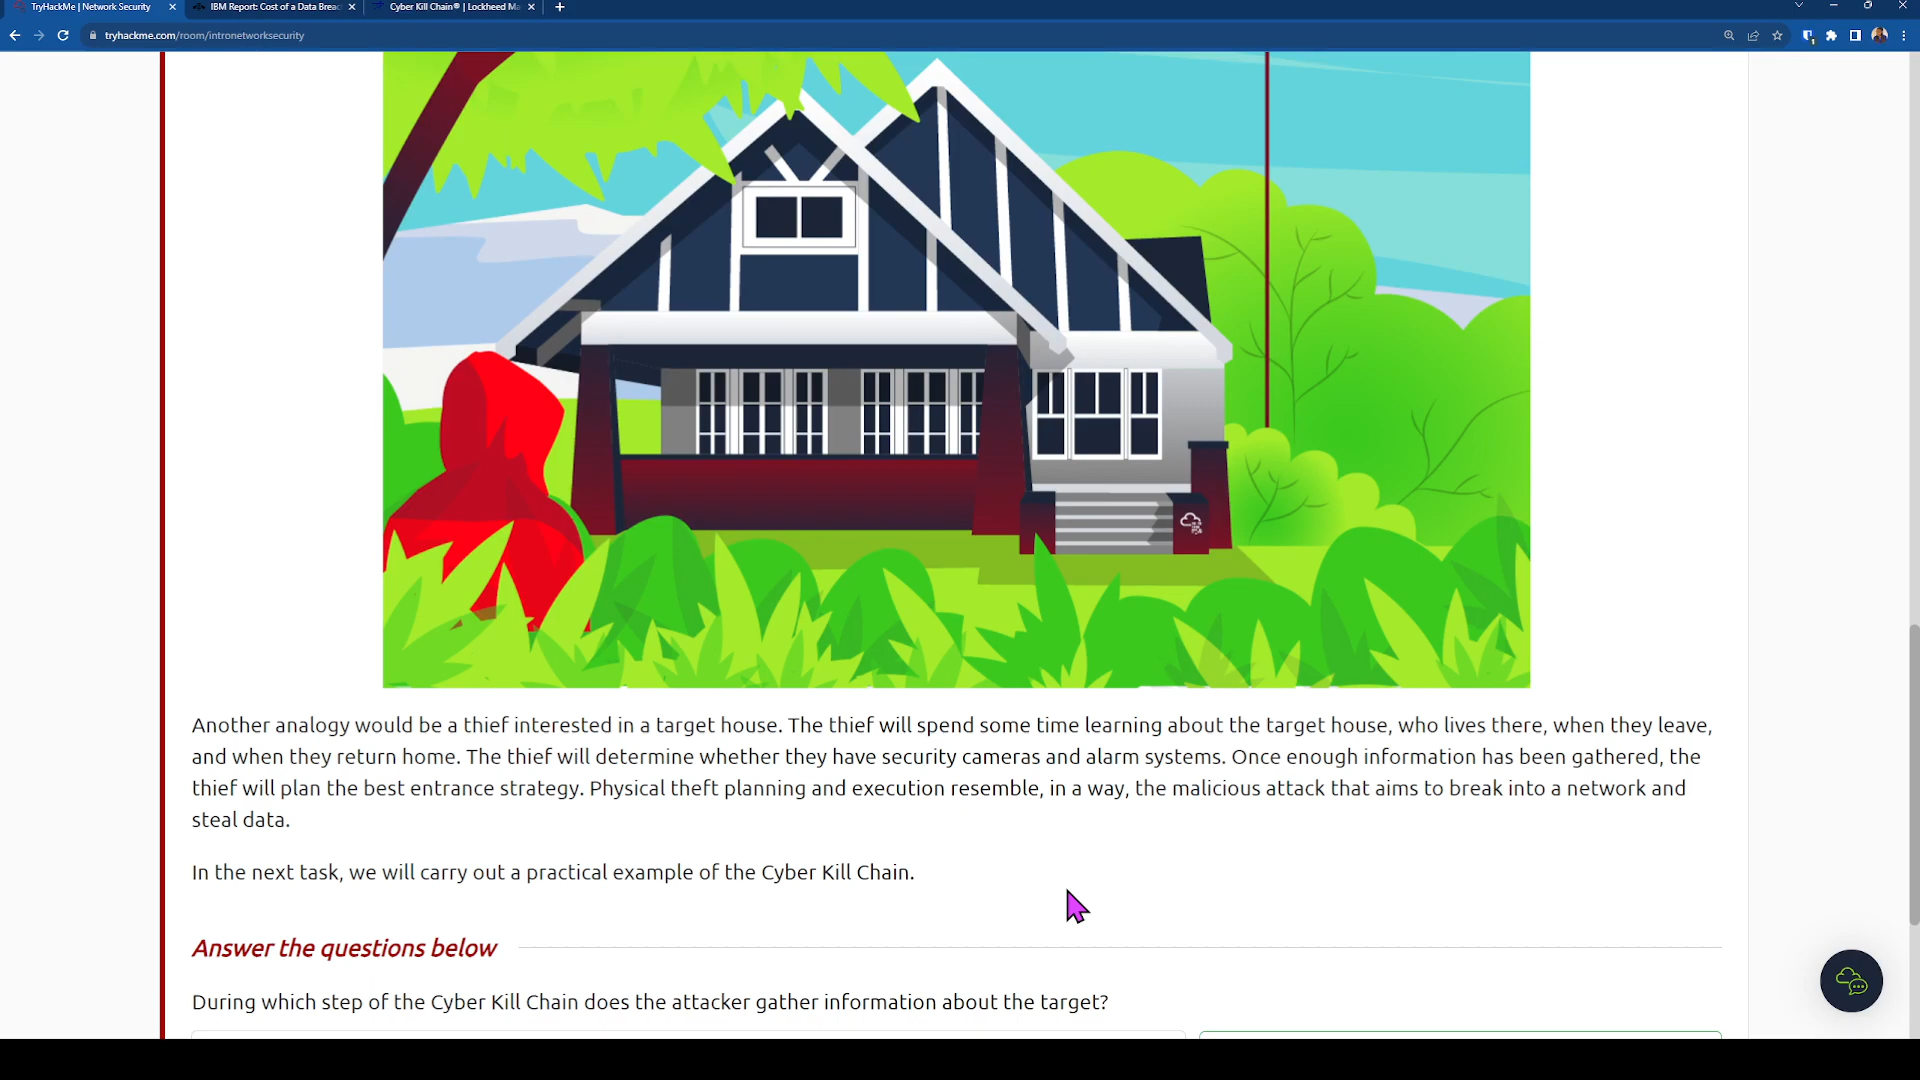 TryHackMe | Network Security
IBM Report: Cost of a Data Breac
Cyber Kill Chain® | Lockheed Ma
tryhackme.com/room/intronetworksecurity
Another analogy would be a thief interested in a target house. The thief will spend some time learning about the target house, who lives there, when they leave,
and when they return home. The thief will determine whether they have security cameras and alarm systems. Once enough information has been gathered, the
thief will plan the best entrance strategy. Physical theft planning and execution resemble, in a way, the malicious attack that aims to break into a network and
steal data.
In the next task, we will carry out a practical example of the Cyber Kill Chain.
Answer the questions below
During which step of the Cyber Kill Chain does the attacker gather information about the target?